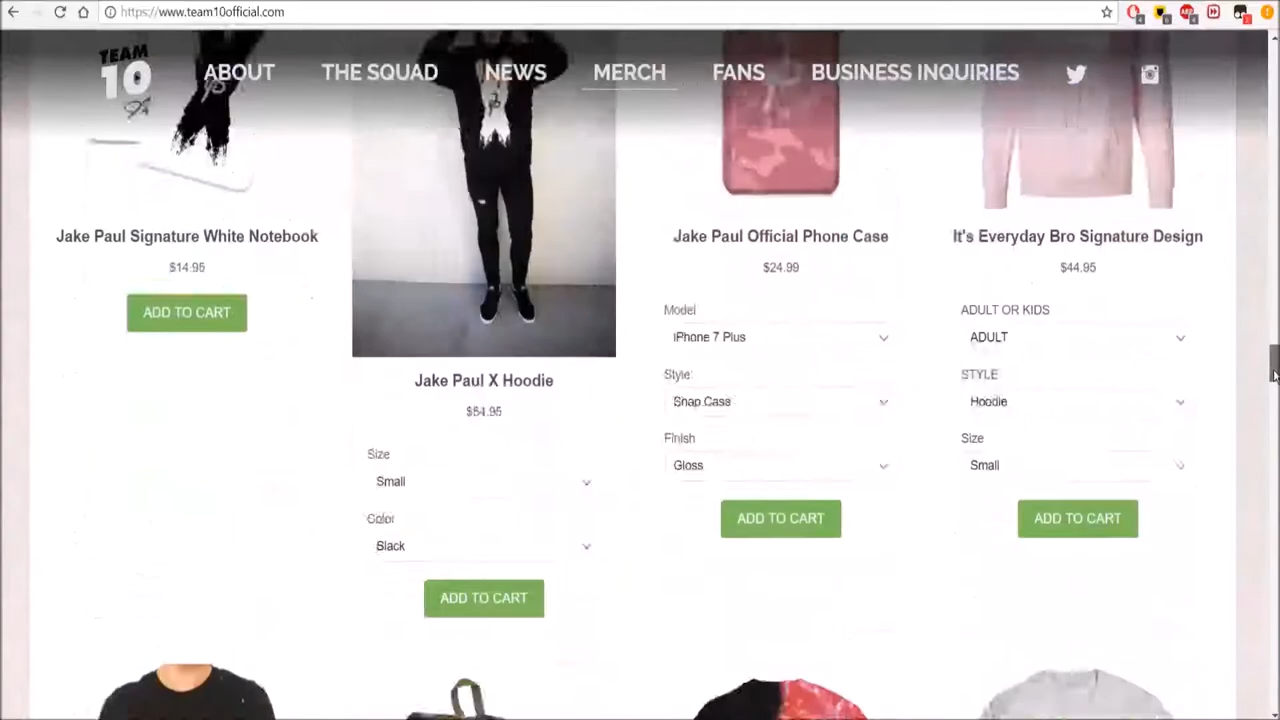 https://www.team10official.com
TEAM
10
ABOUT
THE SQUAD
NEWS
MERCH
FANS
BUSINESS INQUIRIES
Jake Paul Signature White Notebook
$14.95
ADD TO CART
Jake Paul X Hoodie
$54.95
Size
Small
Color
Black
ADD TO CART
Jake Paul Official Phone Case
$24.99
Model
iPhone 7 Plus
Style
Snap Case
Finish
Gloss
ADD TO CART
It's Everyday Bro Signature Design
$44.95
ADULT OR KIDS
ADULT
STYLE
Hoodie
Size
Small
ADD TO CART